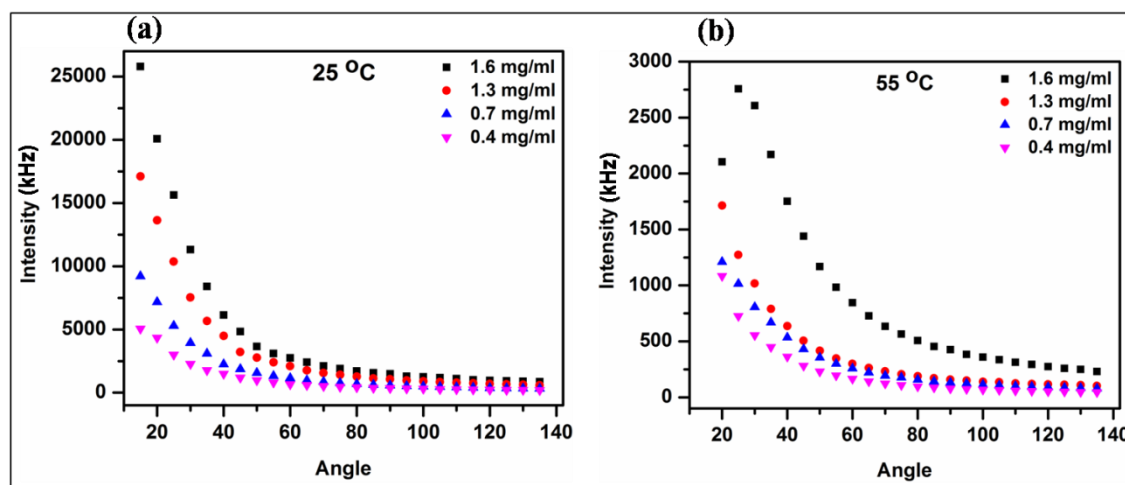 (a)
25 °C
1.6 mg/ml
1.3 mg/ml
0.7 mg/ml
0.4 mg/ml
25000
20000
15000
10000
5000
0
Intensity (kHz)
20 40 60 80 100 120 140
Angle
(b)
55 °C
1.6 mg/ml
1.3 mg/ml
0.7 mg/ml
0.4 mg/ml
3000
2500
2000
1500
1000
500
0
Intensity (kHz)
20 40 60 80 100 120 140
Angle